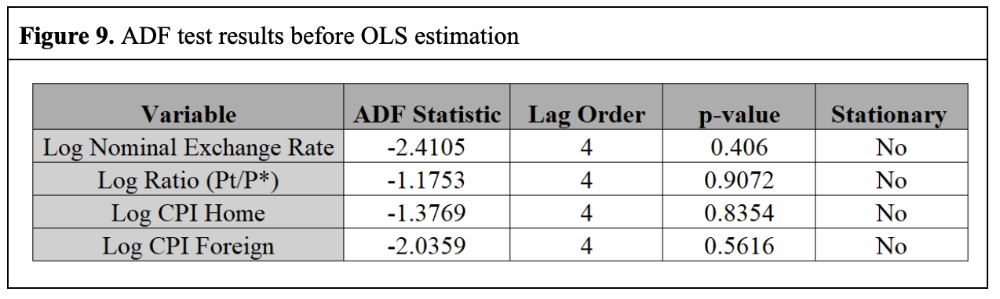 Figure 9. ADF test results before OLS estimation
Variable ADF Statistic Lag Order p-value Stationary
Log Nominal Exchange Rate -2.4105 4 0.406 No
Log Ratio (Pt/P*) -1.1753 4 0.9072 No
Log CPI Home -1.3769 4 0.8354 No
Log CPI Foreign -2.0359 4 0.5616 No